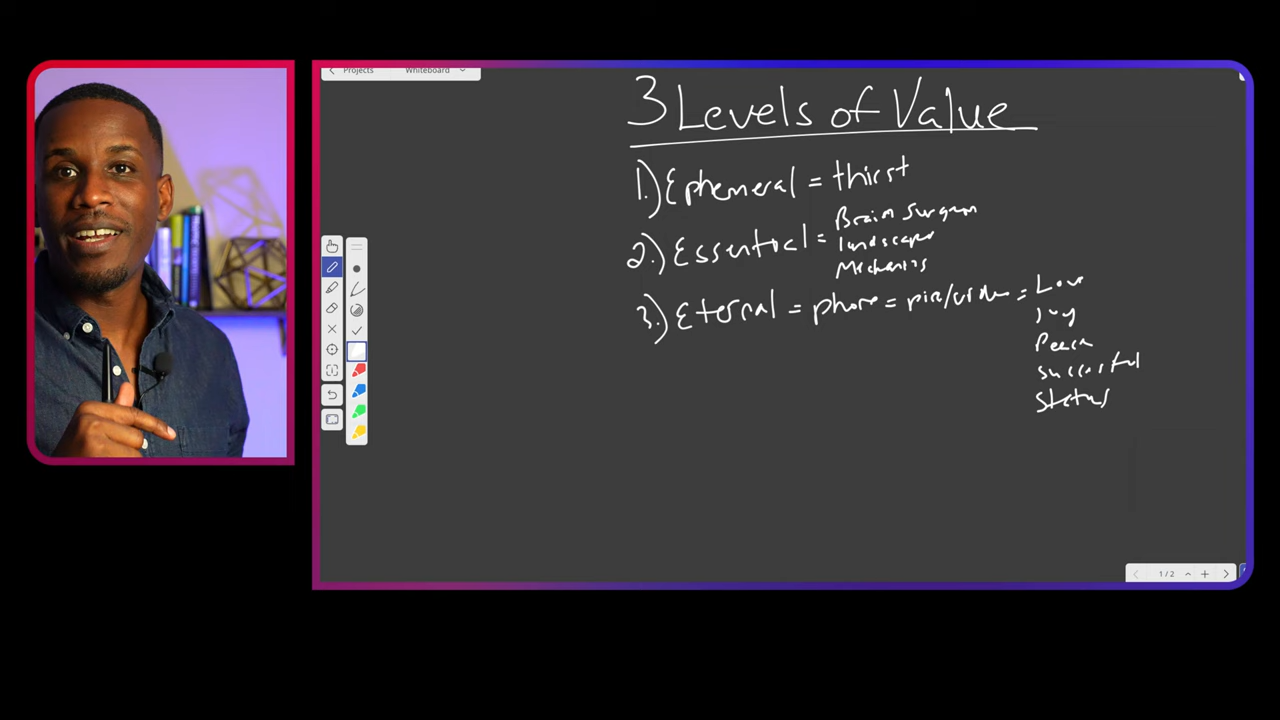 Projects
Whiteboard
3 Levels of Value
1.) Ephemeral = thirst
2.) Essential = Brain Surgeon
landscaper
Mechanics
3.) Eternal = phone = pic/video = Love
Joy
Peace
Successful
Status
1/2